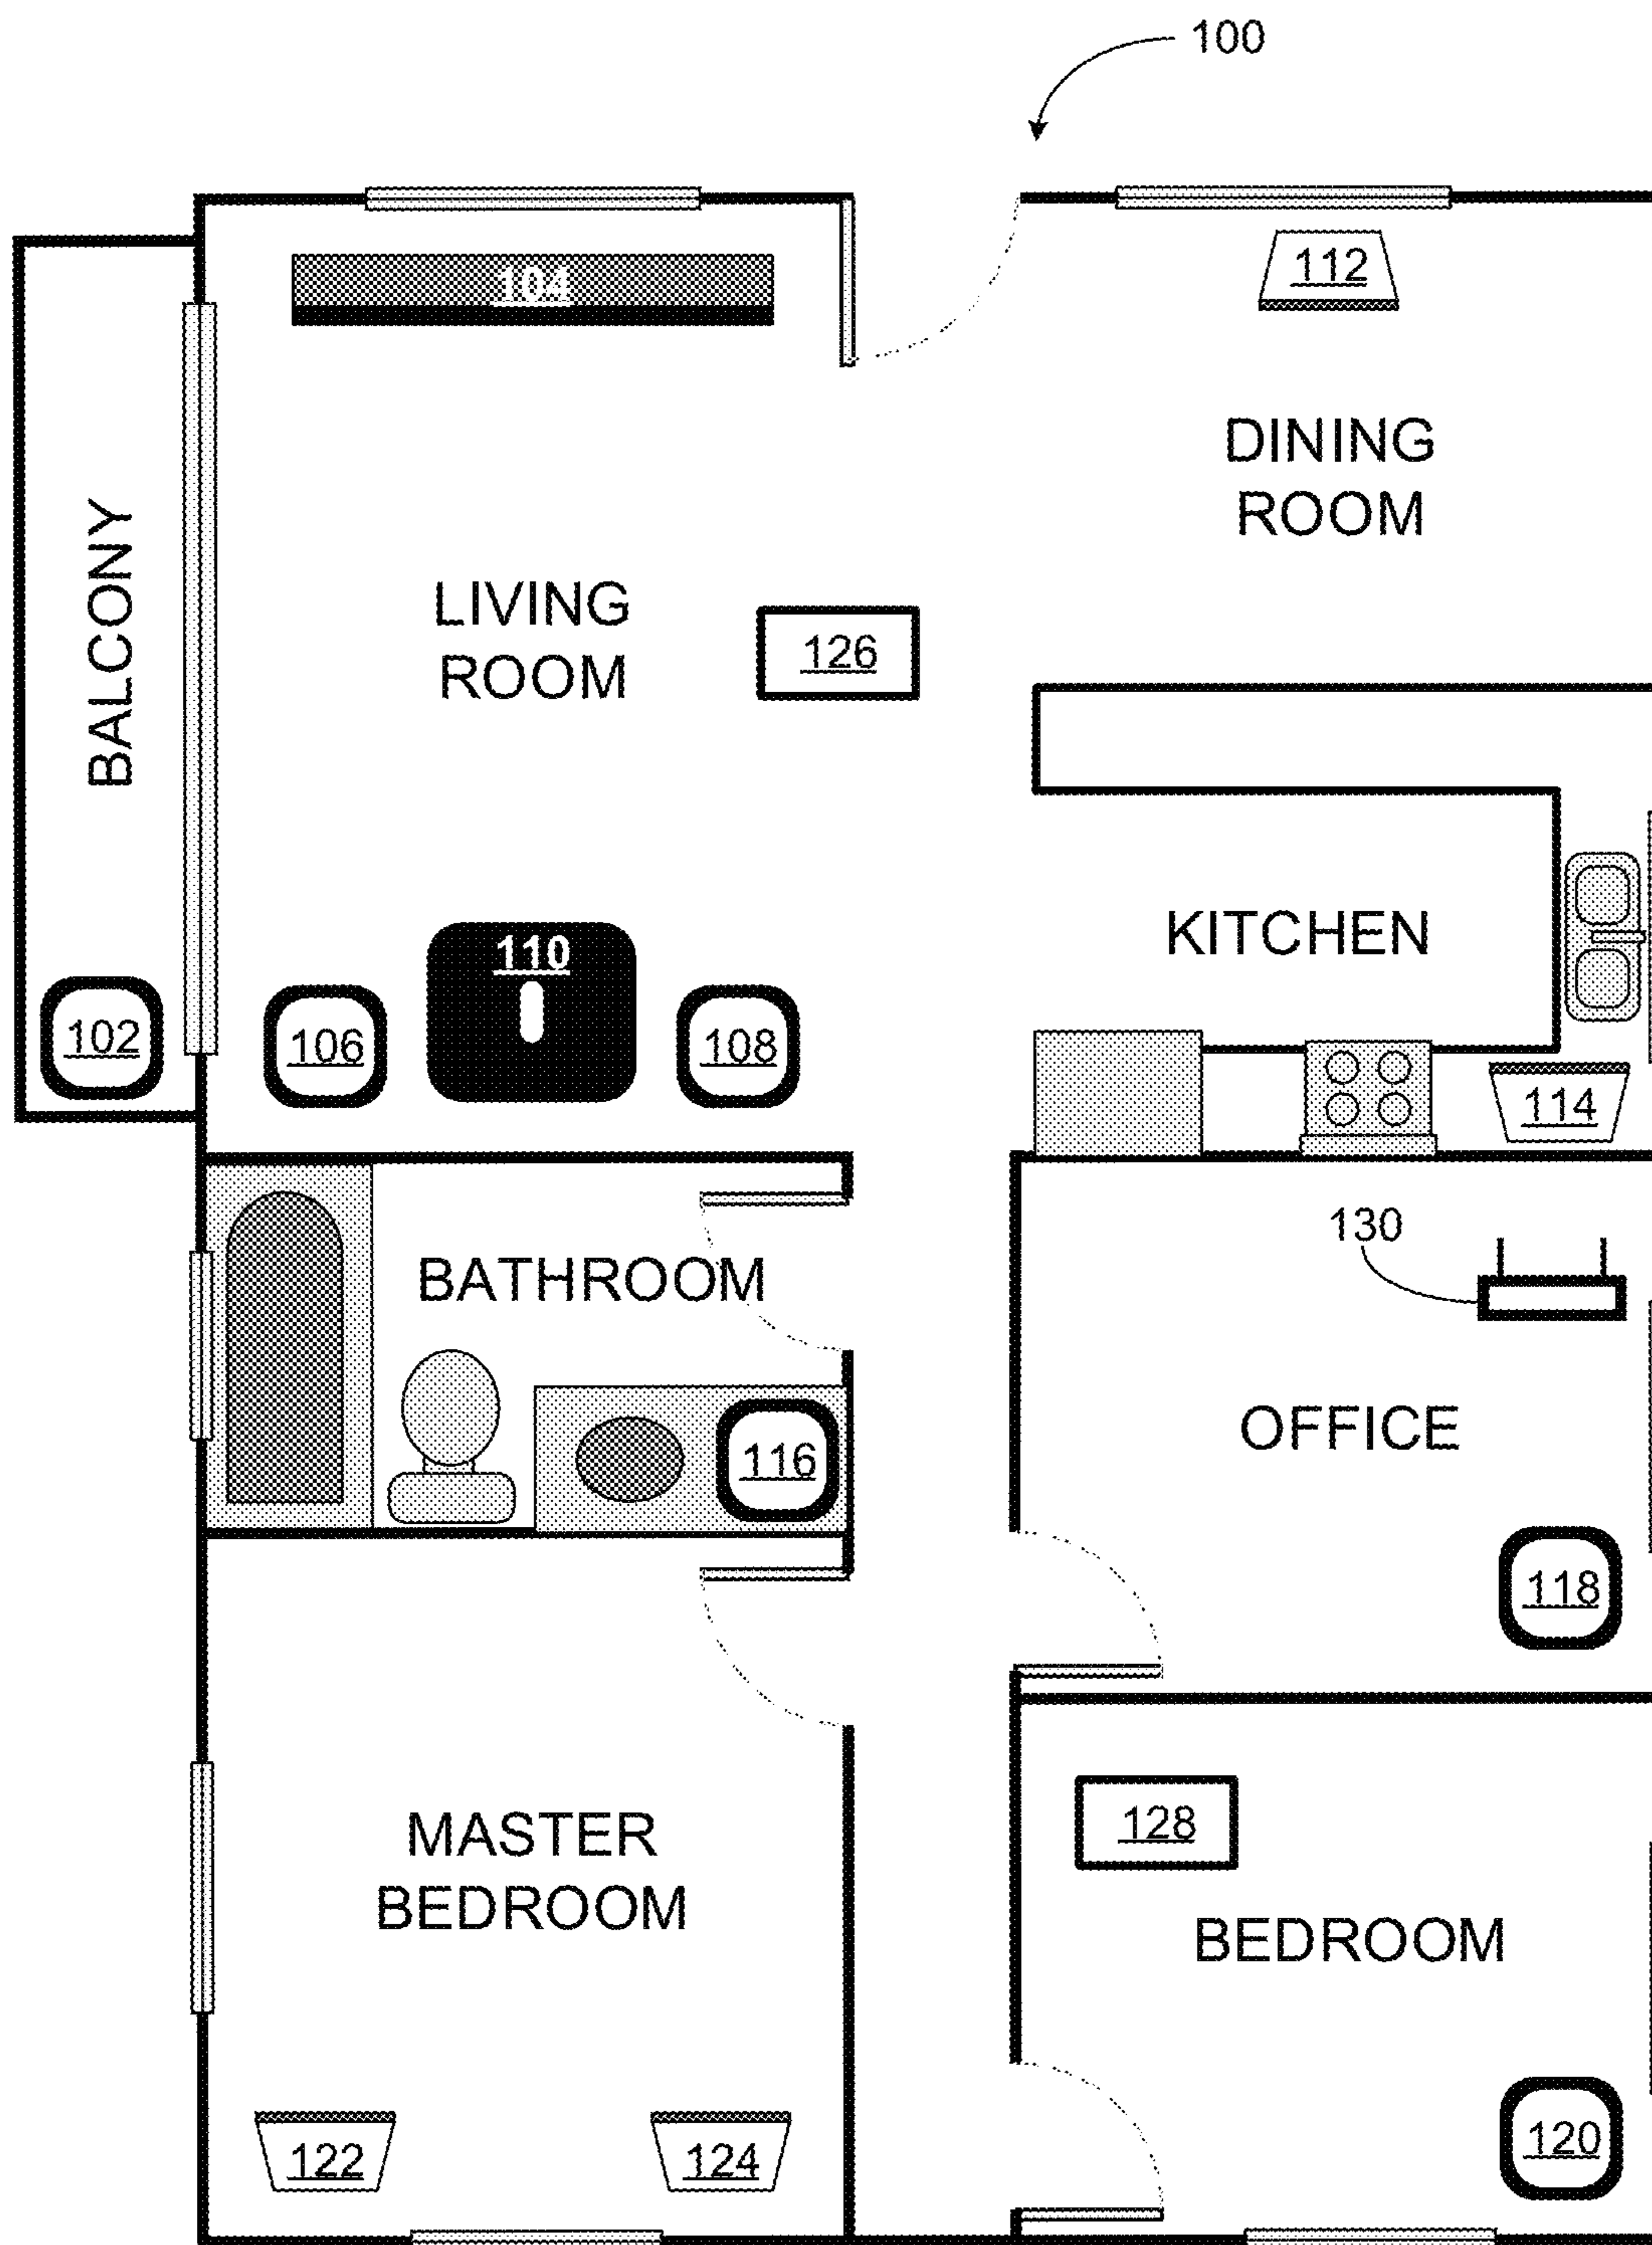 100
104
112
DINING
ROOM
BALCONY
LIVING
ROOM
126
KITCHEN
110
102
106
108
114
130
BATHROOM
OFFICE
116
118
128
MASTER
BEDROOM
BEDROOM
122
124
120